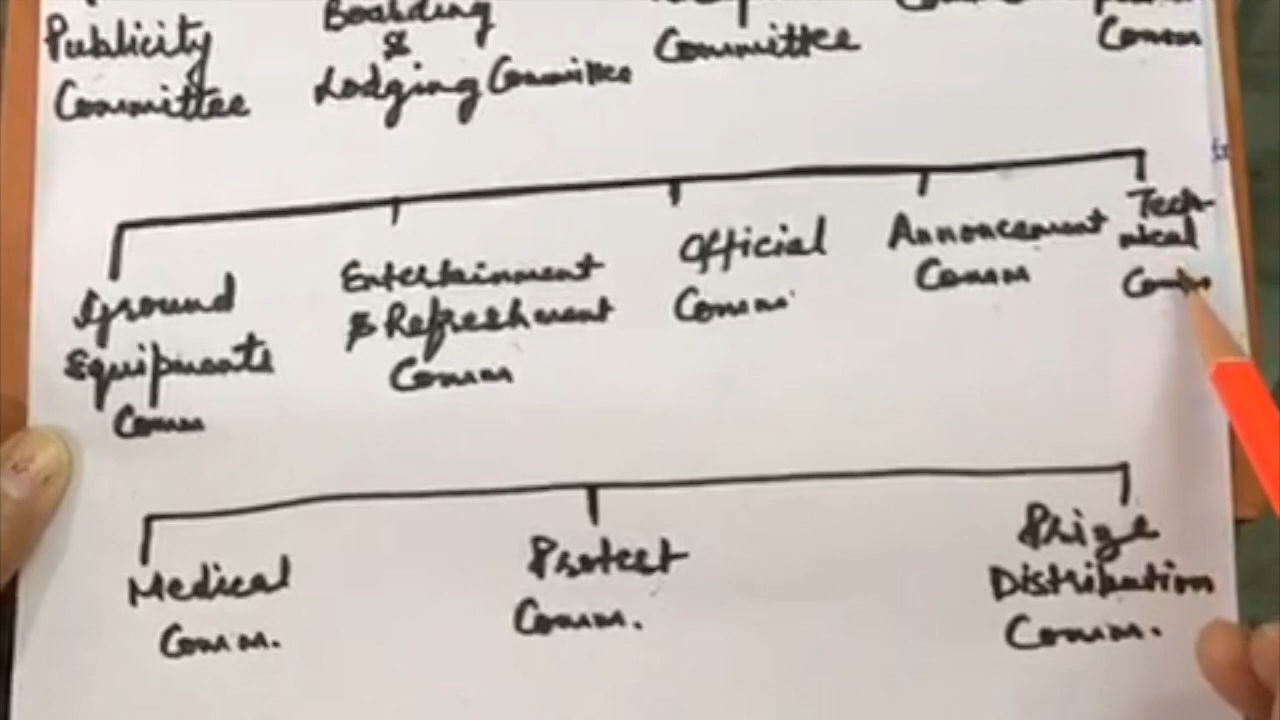 Publicity
Committee
Boarding
&
Lodging Committee
Committee
Comm
Ground
Equipments
Comm
Entertainment
& Refreshment
Comm
Official
Comm
Annoncement
Comm
Tech-
nical
Comm
Medical
Comm.
Protest
Comm.
Prize
Distribution
Comm.